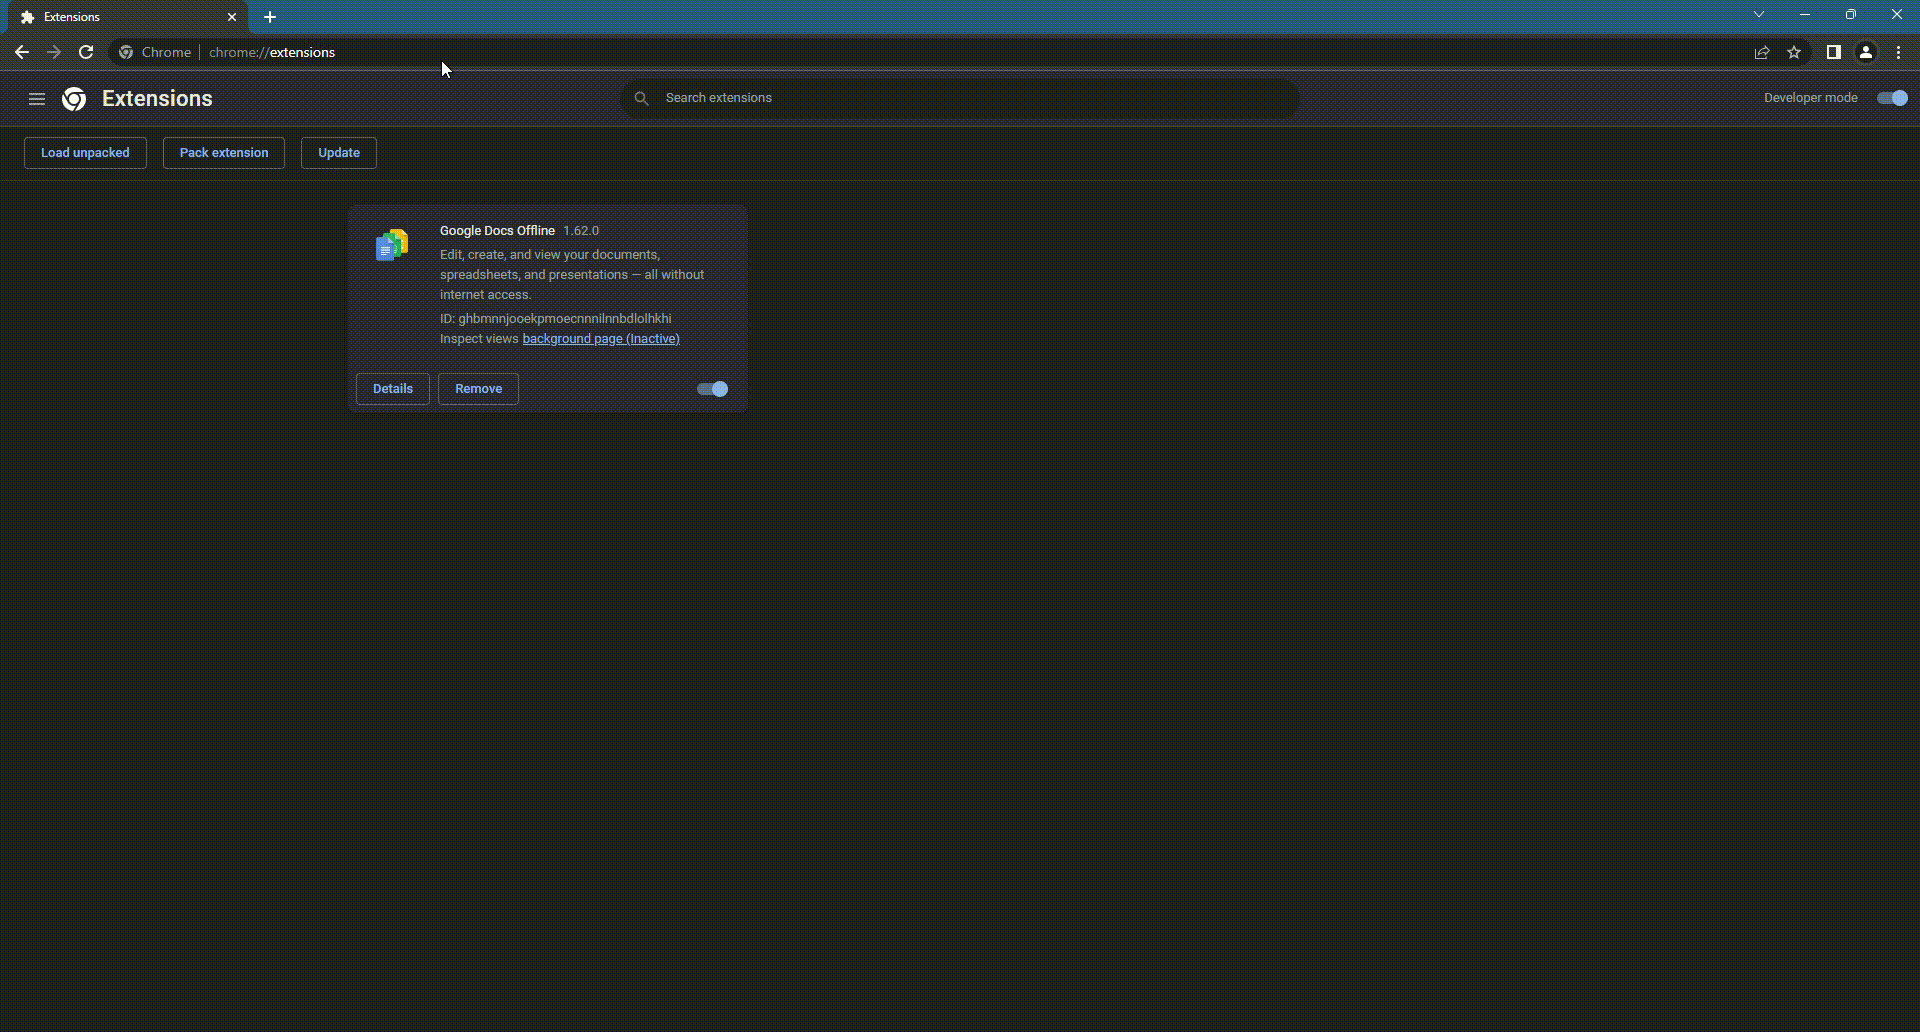 Extensions
Chrome chrome://extensions
Extensions
Search extensions
Developer mode
Load unpacked
Pack extension
Update
Google Docs Offline 1.62.0
Edit, create, and view your documents,
spreadsheets, and presentations — all without
internet access.
ID: ghbmnnjooekpmoecnnnilnnbdlolhkhi
Inspect views background page (Inactive)
Details
Remove